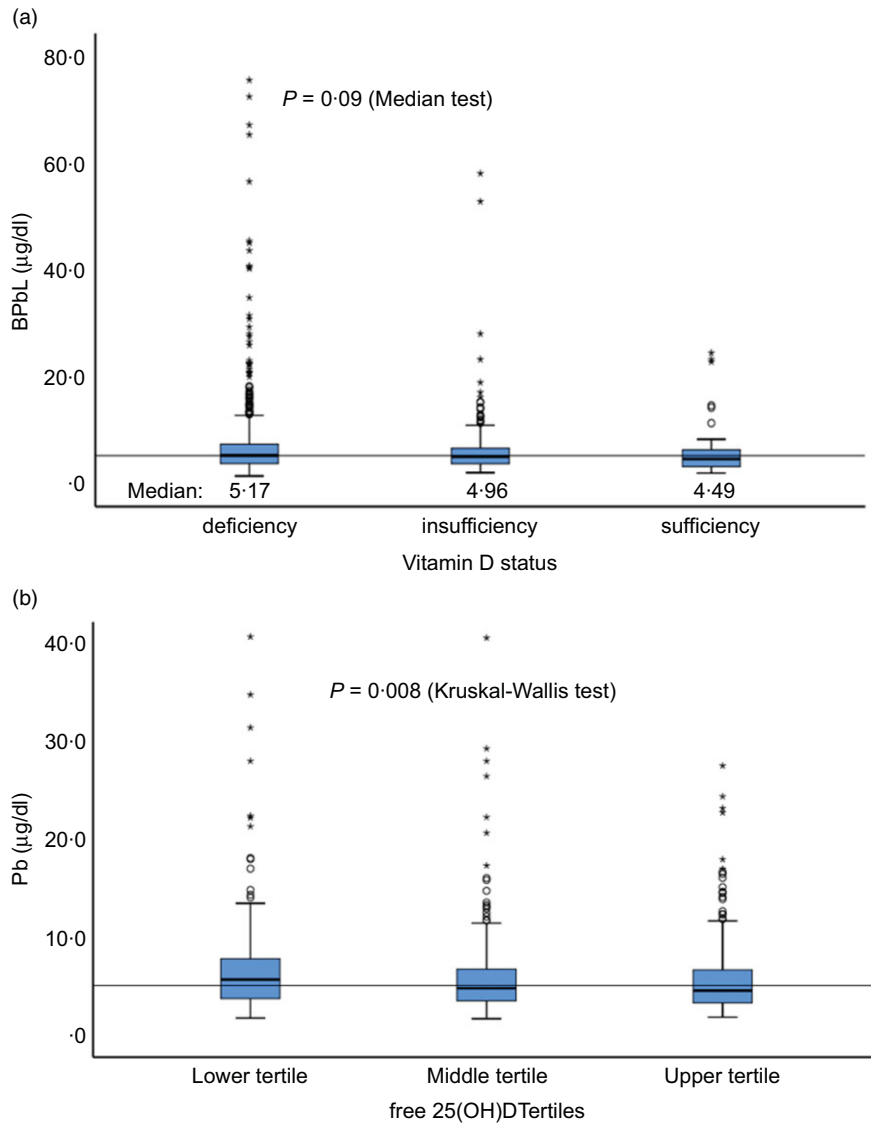 (a)
80·0
P = 0·09 (Median test)
60·0
BPbL (μg/dl)
40·0
20·0
·0
Median: 5·17 4·96 4·49
deficiency insufficiency sufficiency
Vitamin D status
(b)
40·0
P = 0·008 (Kruskal-Wallis test)
30·0
Pb (μg/dl)
20·0
10·0
·0
Lower tertile Middle tertile Upper tertile
free 25(OH)DTertiles